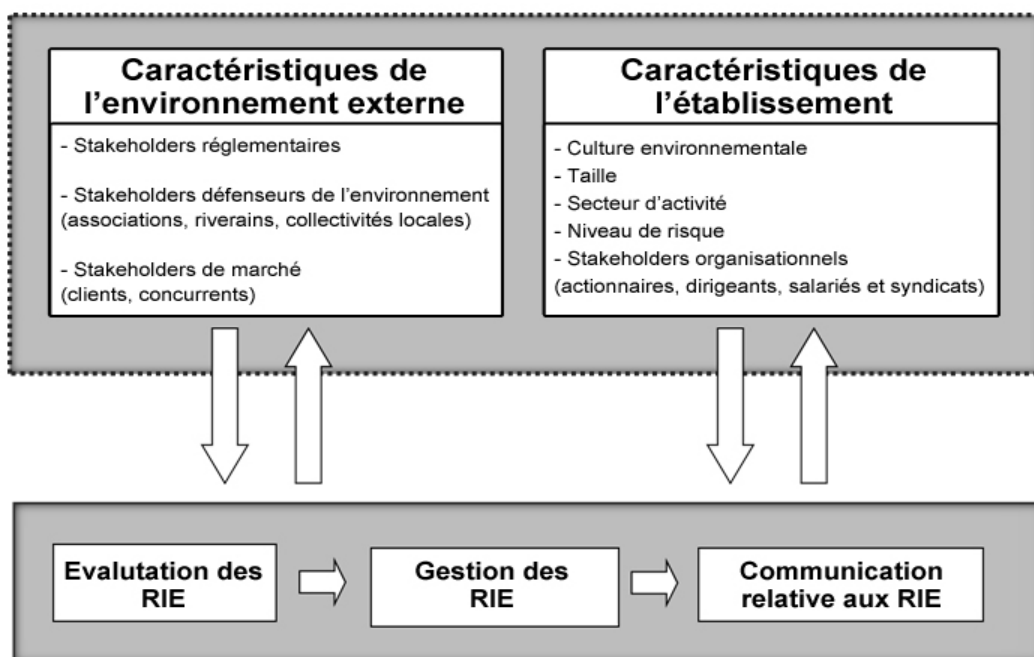 Caractéristiques de
l'environnement externe
- Stakeholders réglementaires
- Stakeholders défenseurs de l'environnement
(associations, riverains, collectivités locales)
- Stakeholders de marché
(clients, concurrents)
Caractéristiques de
l'établissement
- Culture environnementale
- Taille
- Secteur d'activité
- Niveau de risque
- Stakeholders organisationnels
(actionnaires, dirigeants, salariés et syndicats)
Evalutation des
RIE
Gestion des
RIE
Communication
relative aux RIE